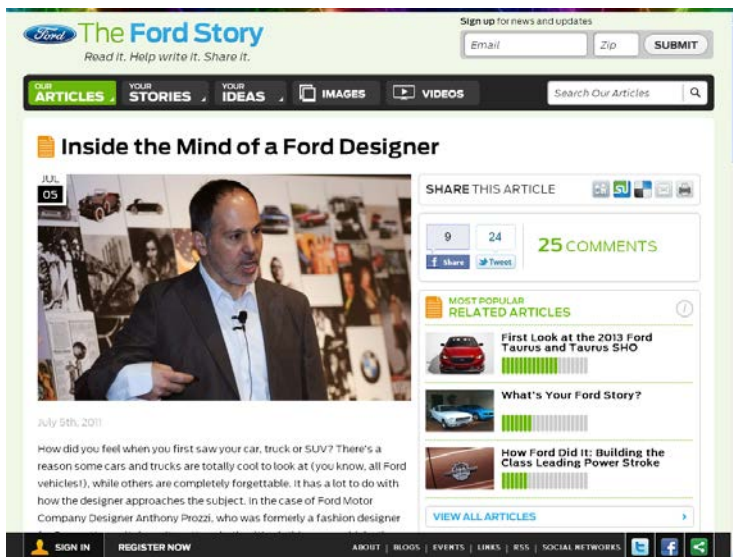 Ford
The Ford Story
Read it. Help write it. Share it.
Sign up for news and updates
Email
Zip
SUBMIT
OUR ARTICLES
YOUR STORIES
YOUR IDEAS
IMAGES
VIDEOS
Search Our Articles
Inside the Mind of a Ford Designer
JUL
05
SHARE THIS ARTICLE
9
24
Share
Tweet
25 COMMENTS
MOST POPULAR
RELATED ARTICLES
First Look at the 2013 Ford
Taurus and Taurus SHO
What's Your Ford Story?
How Ford Did It: Building the
Class Leading Power Stroke
VIEW ALL ARTICLES
July 5th, 2011
How did you feel when you first saw your car, truck or SUV? There's a
reason some cars and trucks are totally cool to look at (you know, all Ford
vehicles!), while others are completely forgettable. It has a lot to do with
how the designer approaches the subject. In the case of Ford Motor
Company Designer Anthony Prozzi, who was formerly a fashion designer
SIGN IN
REGISTER NOW
ABOUT | BLOGS | EVENTS | LINKS | RSS | SOCIAL NETWORKS